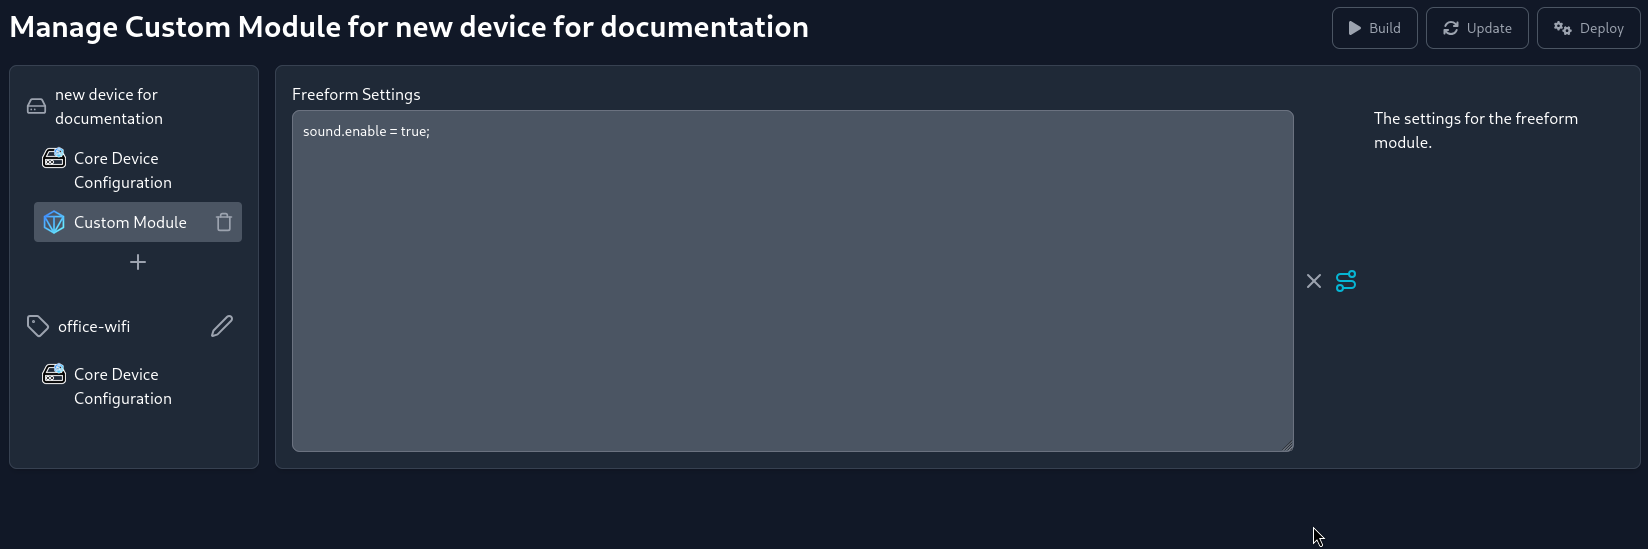 Manage Custom Module for new device for documentation
Build
Update
Deploy
new device for
documentation
Core Device
Configuration
Custom Module
office-wifi
Core Device
Configuration
Freeform Settings
sound.enable = true;
The settings for the freeform
module.